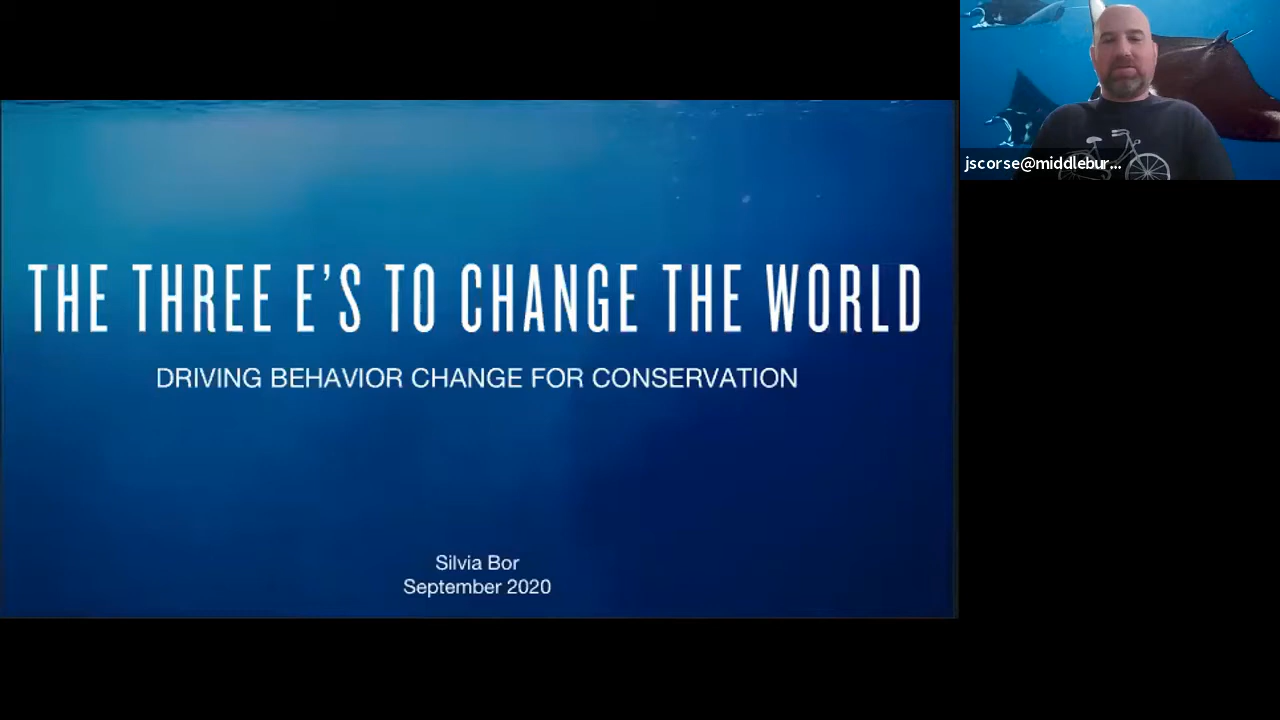 THE THREE E'S TO CHANGE THE WORLD
DRIVING BEHAVIOR CHANGE FOR CONSERVATION
Silvia Bor
September 2020
jscorse@middlebur...